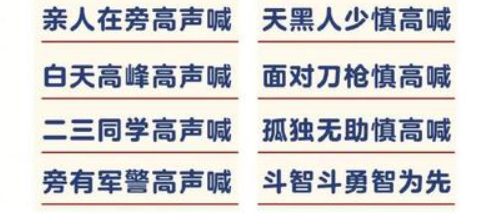 亲人在旁高声喊
天黑人少慎高喊
白天高峰高声喊
面对刀枪慎高喊
二三同学高声喊
孤独无助慎高喊
旁有军警高声喊
斗智斗勇智为先